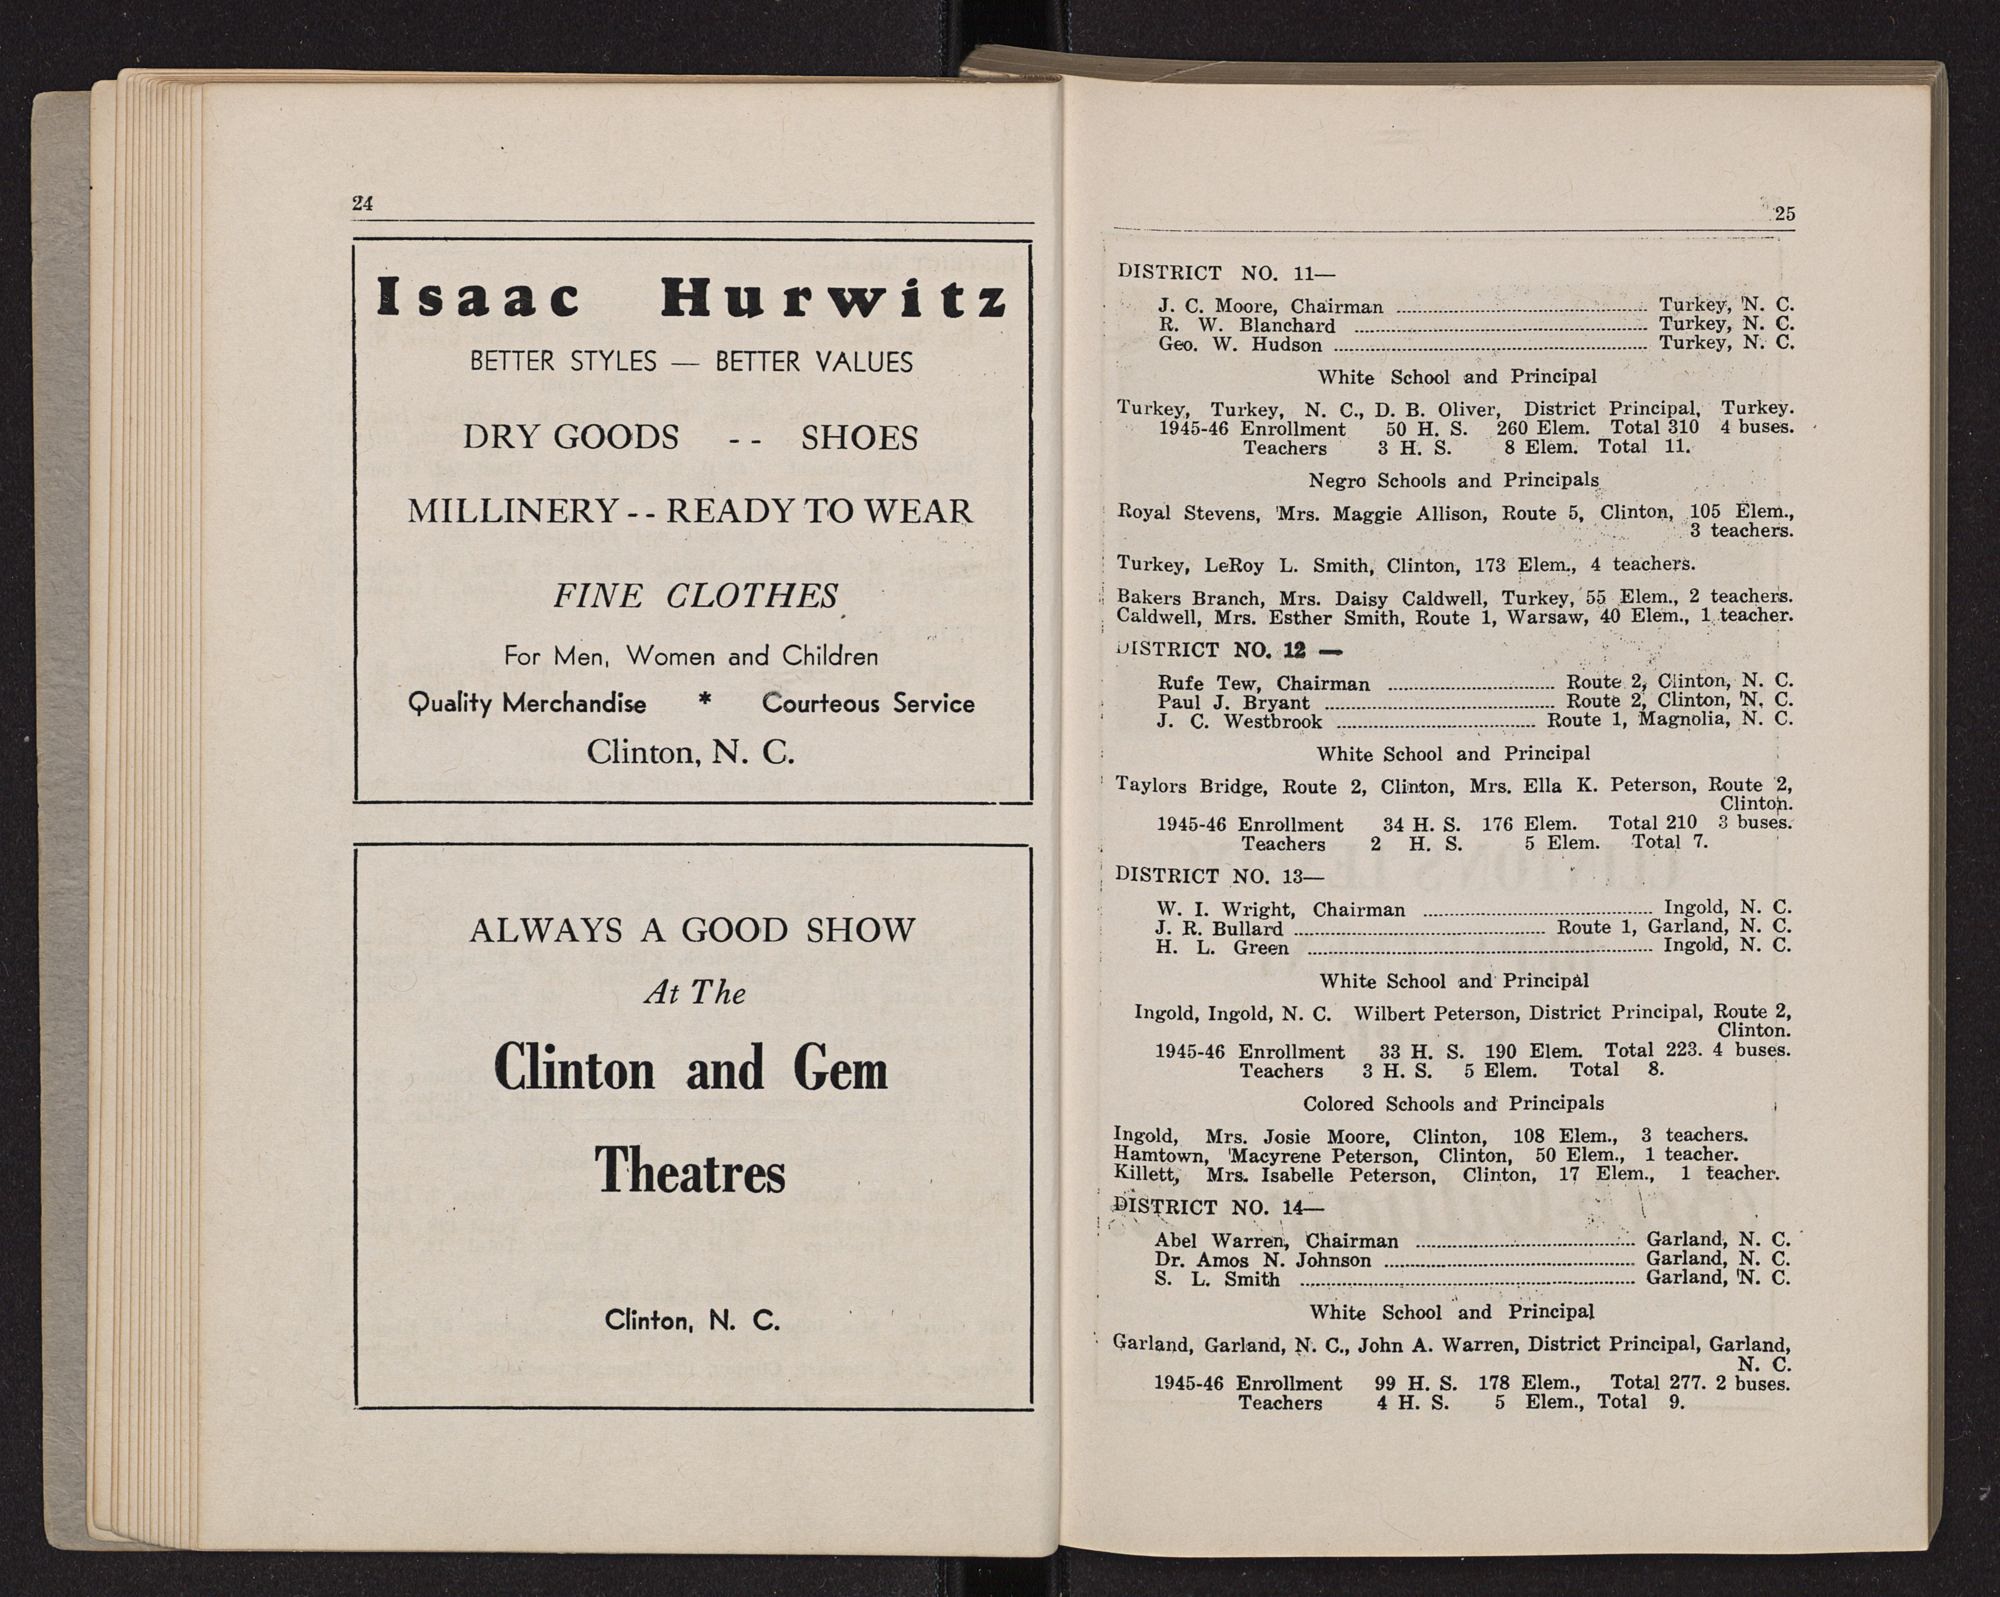 24
Isaac Hurwitz
BETTER STYLES — BETTER VALUES
DRY GOODS -- SHOES
MILLINERY -- READY TO WEAR
FINE CLOTHES
For Men, Women and Children
Quality Merchandise * Courteous Service
Clinton, N. C.
ALWAYS A GOOD SHOW
At The
Clinton and Gem
Theatres
Clinton, N. C.
25
DISTRICT NO. 11—
J. C. Moore, Chairman ........ Turkey, N. C.
R. W. Blanchard ........ Turkey, N. C.
Geo. W. Hudson ........ Turkey, N. C.
White School and Principal
Turkey, Turkey, N. C., D. B. Oliver, District Principal, Turkey.
1945-46 Enrollment 50 H. S. 260 Elem. Total 310 4 buses.
Teachers 3 H. S. 8 Elem. Total 11.
Negro Schools and Principals
Royal Stevens, Mrs. Maggie Allison, Route 5, Clinton, 105 Elem.,
3 teachers.
Turkey, LeRoy L. Smith, Clinton, 173 Elem., 4 teachers.
Bakers Branch, Mrs. Daisy Caldwell, Turkey, 55 Elem., 2 teachers.
Caldwell, Mrs. Esther Smith, Route 1, Warsaw, 40 Elem., 1 teacher.
DISTRICT NO. 12 —
Rufe Tew, Chairman ........ Route 2, Clinton, N. C.
Paul J. Bryant ........ Route 2, Clinton, N. C.
J. C. Westbrook ........ Route 1, Magnolia, N. C.
White School and Principal
Taylors Bridge, Route 2, Clinton, Mrs. Ella K. Peterson, Route 2,
Clinton.
1945-46 Enrollment 34 H. S. 176 Elem. Total 210 3 buses.
Teachers 2 H. S. 5 Elem. Total 7.
DISTRICT NO. 13—
W. I. Wright, Chairman ........ Ingold, N. C.
J. R. Bullard ........ Route 1, Garland, N. C.
H. L. Green ........ Ingold, N. C.
White School and Principal
Ingold, Ingold, N. C. Wilbert Peterson, District Principal, Route 2,
Clinton.
1945-46 Enrollment 33 H. S. 190 Elem. Total 223. 4 buses.
Teachers 3 H. S. 5 Elem. Total 8.
Colored Schools and Principals
Ingold, Mrs. Josie Moore, Clinton, 108 Elem., 3 teachers.
Hamtown, Macyrene Peterson, Clinton, 50 Elem., 1 teacher.
Killett, Mrs. Isabelle Peterson, Clinton, 17 Elem., 1 teacher.
DISTRICT NO. 14—
Abel Warren, Chairman ........ Garland, N. C.
Dr. Amos N. Johnson ........ Garland, N. C.
S. L. Smith ........ Garland, N. C.
White School and Principal
Garland, Garland, N. C., John A. Warren, District Principal, Garland,
N. C.
1945-46 Enrollment 99 H. S. 178 Elem., Total 277. 2 buses.
Teachers 4 H. S. 5 Elem., Total 9.